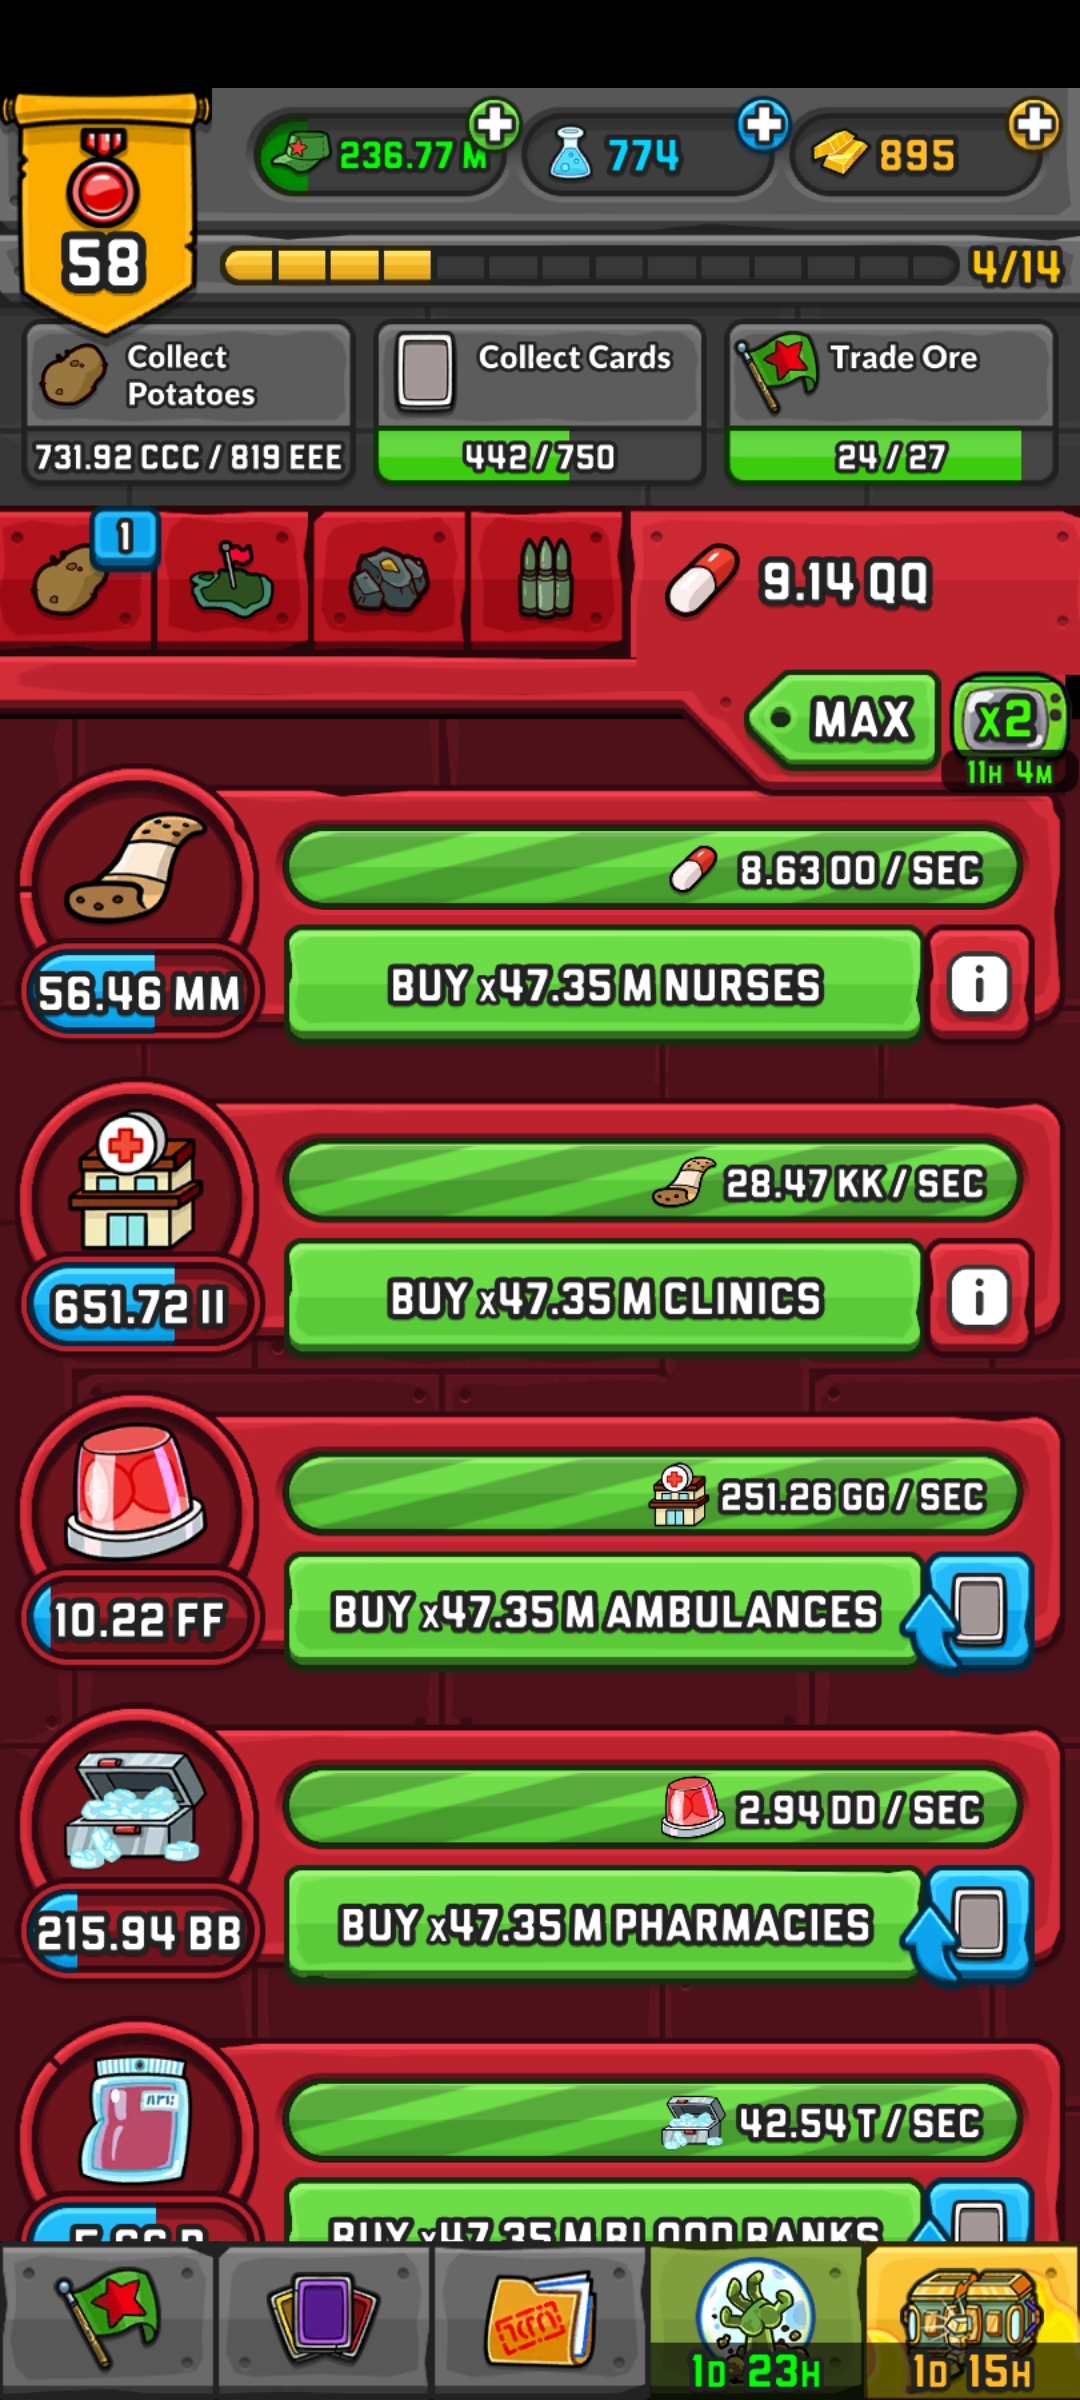 236.77 M
774
895
58
4/14
Collect
Potatoes
Collect Cards
Trade Ore
731.92 CCC / 819 EEE
442/750
24/27
1
9.14 QQ
MAX
x2
11H 4M
8.63 OO / SEC
56.46 MM
BUY x47.35 M NURSES
i
28.47 KK / SEC
651.72 II
BUY x47.35 M CLINICS
i
251.26 GG / SEC
10.22 FF
BUY x47.35 M AMBULANCES
2.94 DD / SEC
215.94 BB
BUY x47.35 M PHARMACIES
42.54 T / SEC
BUY x47.35 M BLOOD BANKS
1D 23H
1D 15H